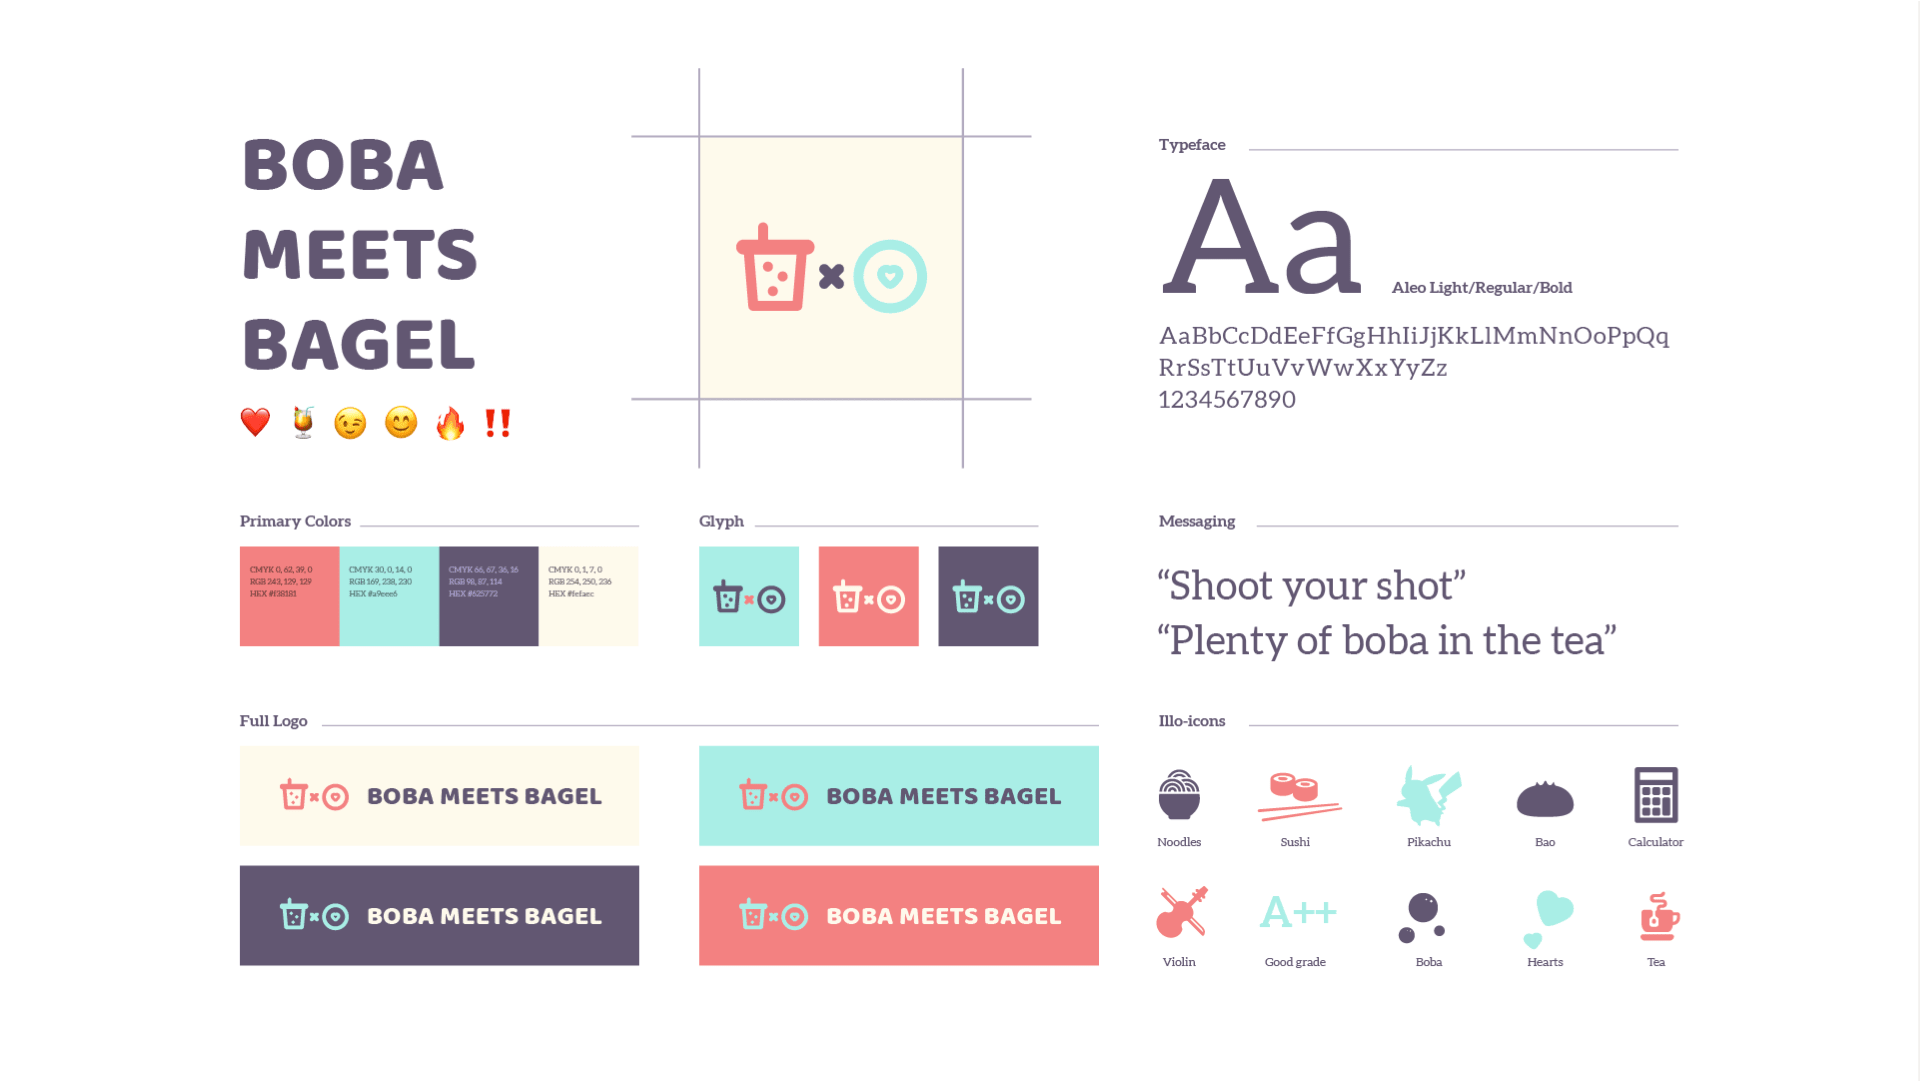 BOBA
MEETS
BAGEL
Typeface
Aa
Aleo Light/Regular/Bold
AaBbCcDdEeFfGgHhIiJjKkLlMmNnOoPpQq
RrSsTtUuVvWwXxYyZz
1234567890
Primary Colors
CMYK 0, 62, 39, 0
RGB 243, 129, 129
HEX #f38181
CMYK 30, 0, 14, 0
RGB 169, 238, 230
HEX #a9eee6
CMYK 66, 67, 36, 16
RGB 98, 87, 114
HEX #625772
CMYK 0, 1, 7, 0
RGB 254, 250, 236
HEX #fefaec
Glyph
Messaging
“Shoot your shot”
“Plenty of boba in the tea”
Full Logo
BOBA MEETS BAGEL
BOBA MEETS BAGEL
BOBA MEETS BAGEL
BOBA MEETS BAGEL
Illo-icons
Noodles
Sushi
Pikachu
Bao
Calculator
A++
Violin
Good grade
Boba
Hearts
Tea